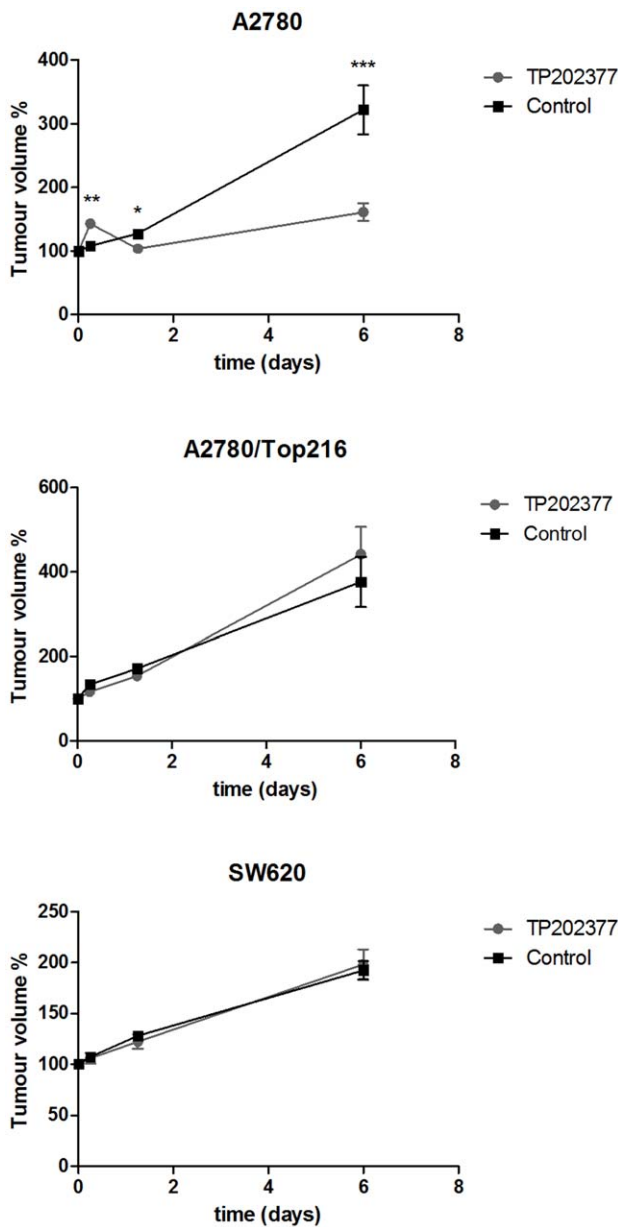 A2780
400
300
200
100
0
Tumour volume %
**
*
***
0 2 4 6 8
time (days)
TP202377
Control
A2780/Top216
600
400
200
0
Tumour volume %
0 2 4 6 8
time (days)
TP202377
Control
SW620
250
200
150
100
50
0
Tumour volume %
0 2 4 6 8
time (days)
TP202377
Control